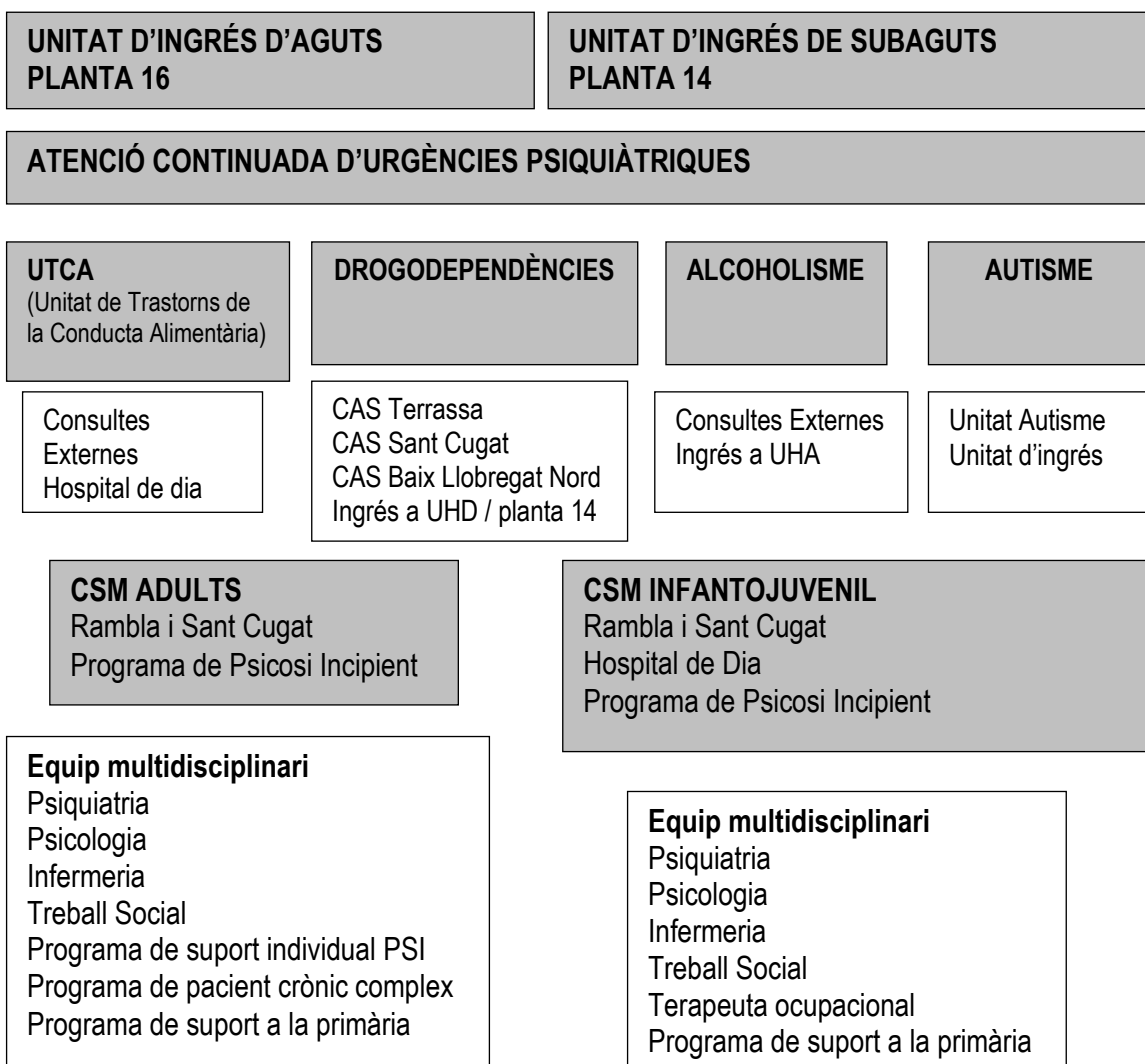 UNITAT D’INGRÉS D’AGUTS
PLANTA 16
UNITAT D’INGRÉS DE SUBAGUTS
PLANTA 14
ATENCIÓ CONTINUADA D’URGÈNCIES PSIQUIÀTRIQUES
UTCA
(Unitat de Trastorns de
la Conducta Alimentària)
DROGODEPENDÈNCIES
ALCOHOLISME
AUTISME
Consultes
Externes
Hospital de dia
CAS Terrassa
CAS Sant Cugat
CAS Baix Llobregat Nord
Ingrés a UHD / planta 14
Consultes Externes
Ingrés a UHA
Unitat Autisme
Unitat d’ingrés
CSM ADULTS
Rambla i Sant Cugat
Programa de Psicosi Incipient
CSM INFANTOJUVENIL
Rambla i Sant Cugat
Hospital de Dia
Programa de Psicosi Incipient
Equip multidisciplinari
Psiquiatria
Psicologia
Infermeria
Treball Social
Programa de suport individual PSI
Programa de pacient crònic complex
Programa de suport a la primària
Equip multidisciplinari
Psiquiatria
Psicologia
Infermeria
Treball Social
Terapeuta ocupacional
Programa de suport a la primària